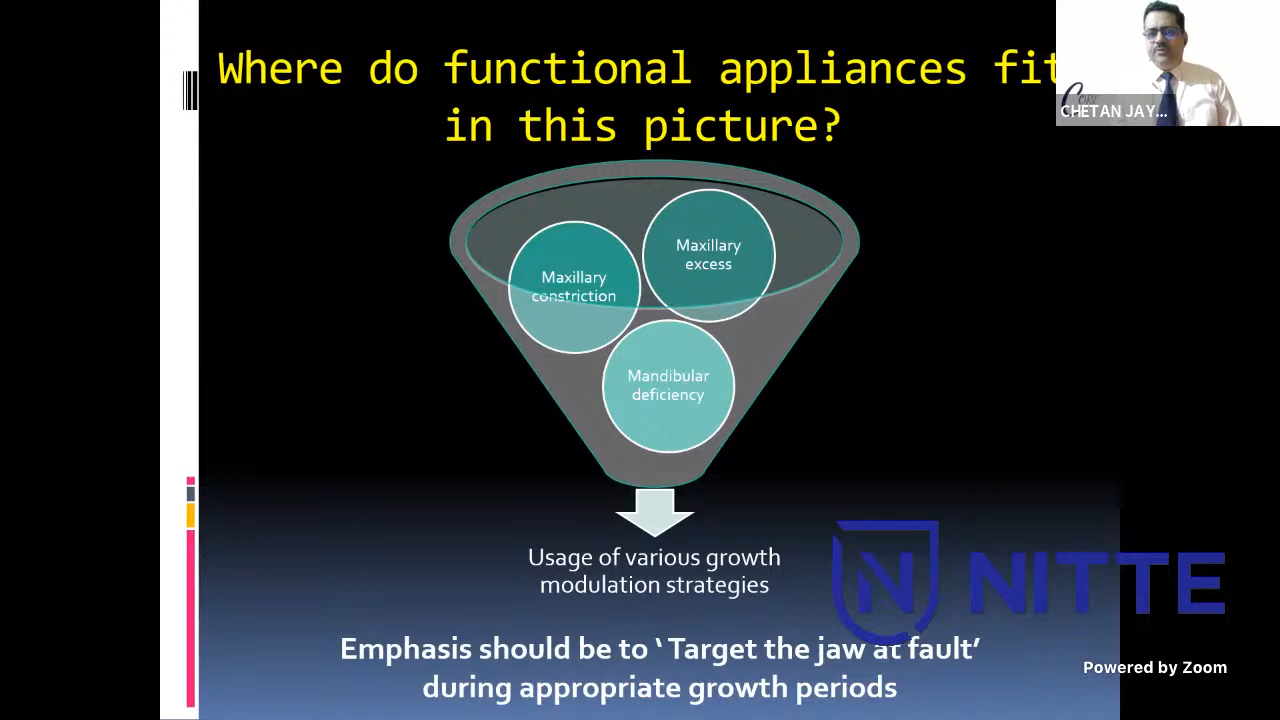 Where do functional appliances fit
in this picture?
CHETAN JAY...
Maxillary
excess
Maxillary
constriction
Mandibular
deficiency
Usage of various growth
modulation strategies
N NITTE
Emphasis should be to ‘ Target the jaw at fault’
during appropriate growth periods
Powered by Zoom